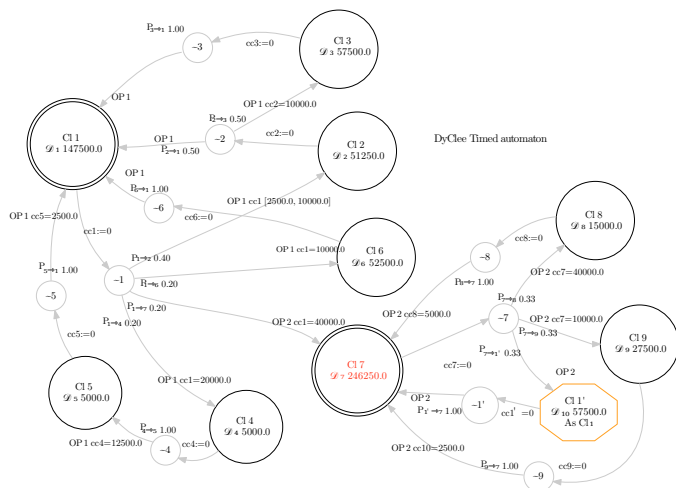 P₃→₁ 1.00
~3
cc3:=0
Cl 3
𝒟 ₃ 57500.0
OP 1
OP 1 cc2=10000.0
P₂→₃ 0.50
~2
OP 1
P₂→₁ 0.50
cc2:=0
Cl 1
𝒟 ₁ 147500.0
Cl 2
𝒟 ₂ 51250.0
DyClee Timed automaton
OP 1
P₆→₁ 1.00
~6
cc6:=0
OP 1 cc1 [2500.0, 10000.0]
OP 1 cc5=2500.0
cc1:=0
P₁→₂ 0.40
OP 1 cc1=10000.0
Cl 6
𝒟 ₆ 52500.0
Cl 8
𝒟 ₈ 15000.0
cc8:=0
~8
P₈→₇ 1.00
OP 2 cc7=40000.0
P₅→₁ 1.00
~1
P₁→₆ 0.20
~5
P₁→₇ 0.20
P₁→₄ 0.20
OP 2 cc1=40000.0
OP 2 cc8=5000.0
P₇→₈ 0.33
~7
OP 2 cc7=10000.0
P₇→₉ 0.33
Cl 9
𝒟 ₉ 27500.0
cc5:=0
P₇→₁' 0.33
Cl 7
𝒟 ₇ 246250.0
cc7:=0
OP 2
OP 1 cc1=20000.0
Cl 5
𝒟 ₅ 5000.0
OP 2
P₁'→₇ 1.00
~1'
cc1' :=0
Cl 1'
𝒟 ₁₀ 57500.0
As Cl₁
P₄→₅ 1.00
OP 1 cc4=12500.0
~4
cc4:=0
Cl 4
𝒟 ₄ 5000.0
OP 2 cc10=2500.0
P₉→₇ 1.00
~9
cc9:=0